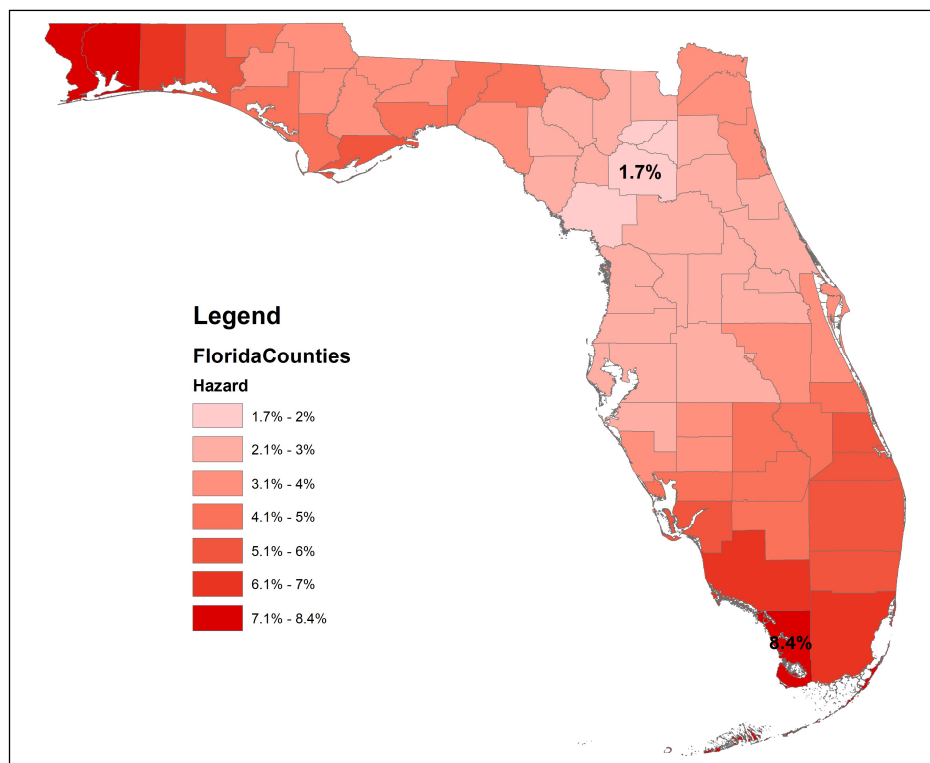 1.7%
Legend
FloridaCounties
Hazard
1.7% - 2%
2.1% - 3%
3.1% - 4%
4.1% - 5%
5.1% - 6%
6.1% - 7%
7.1% - 8.4%
8.4%